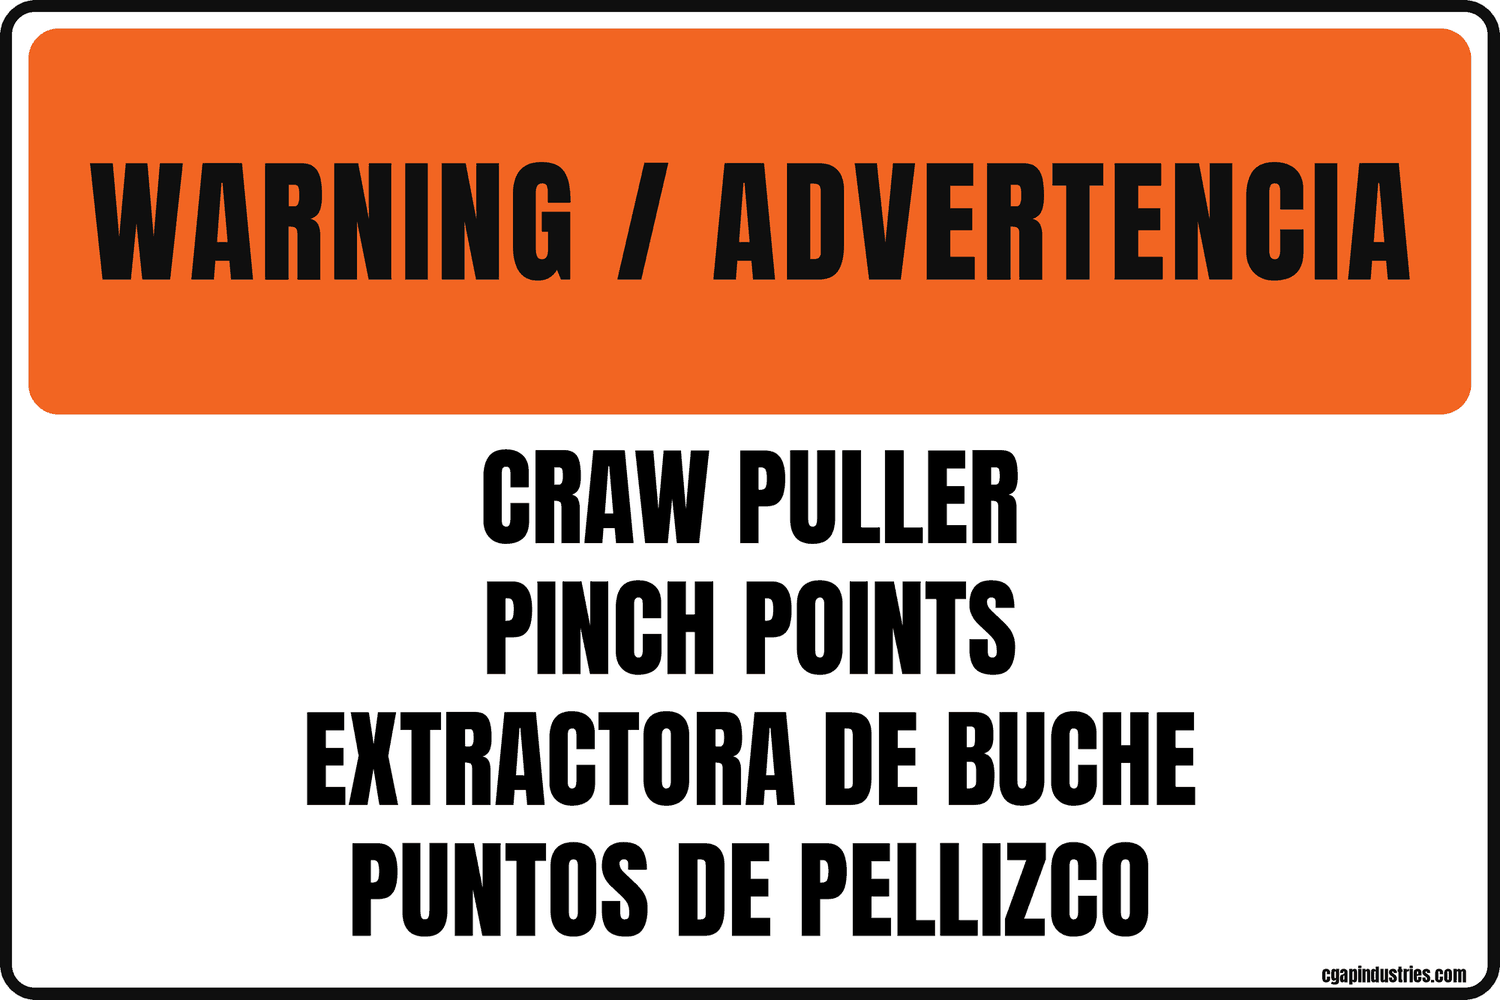 WARNING / ADVERTENCIA
CRAW PULLER
PINCH POINTS
EXTRACTORA DE BUCHE
PUNTOS DE PELLIZCO
cgapindustries.com